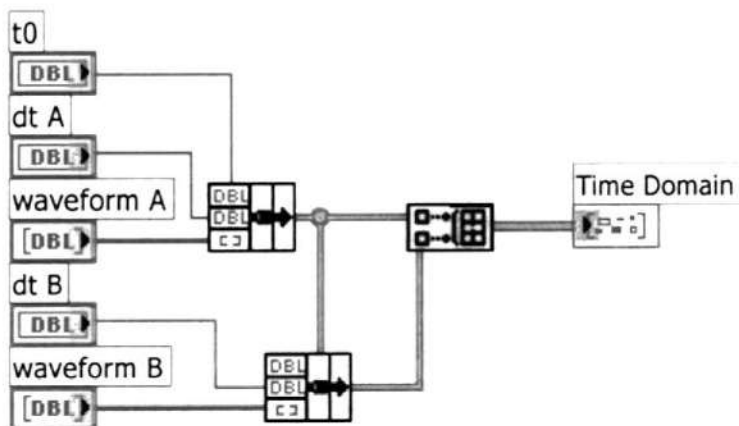 t0
DBL
dt A
DBL
waveform A
[DBL]
dt B
DBL
waveform B
[DBL]
DBL
DBL
[ ]
DBL
DBL
[ ]
Time Domain